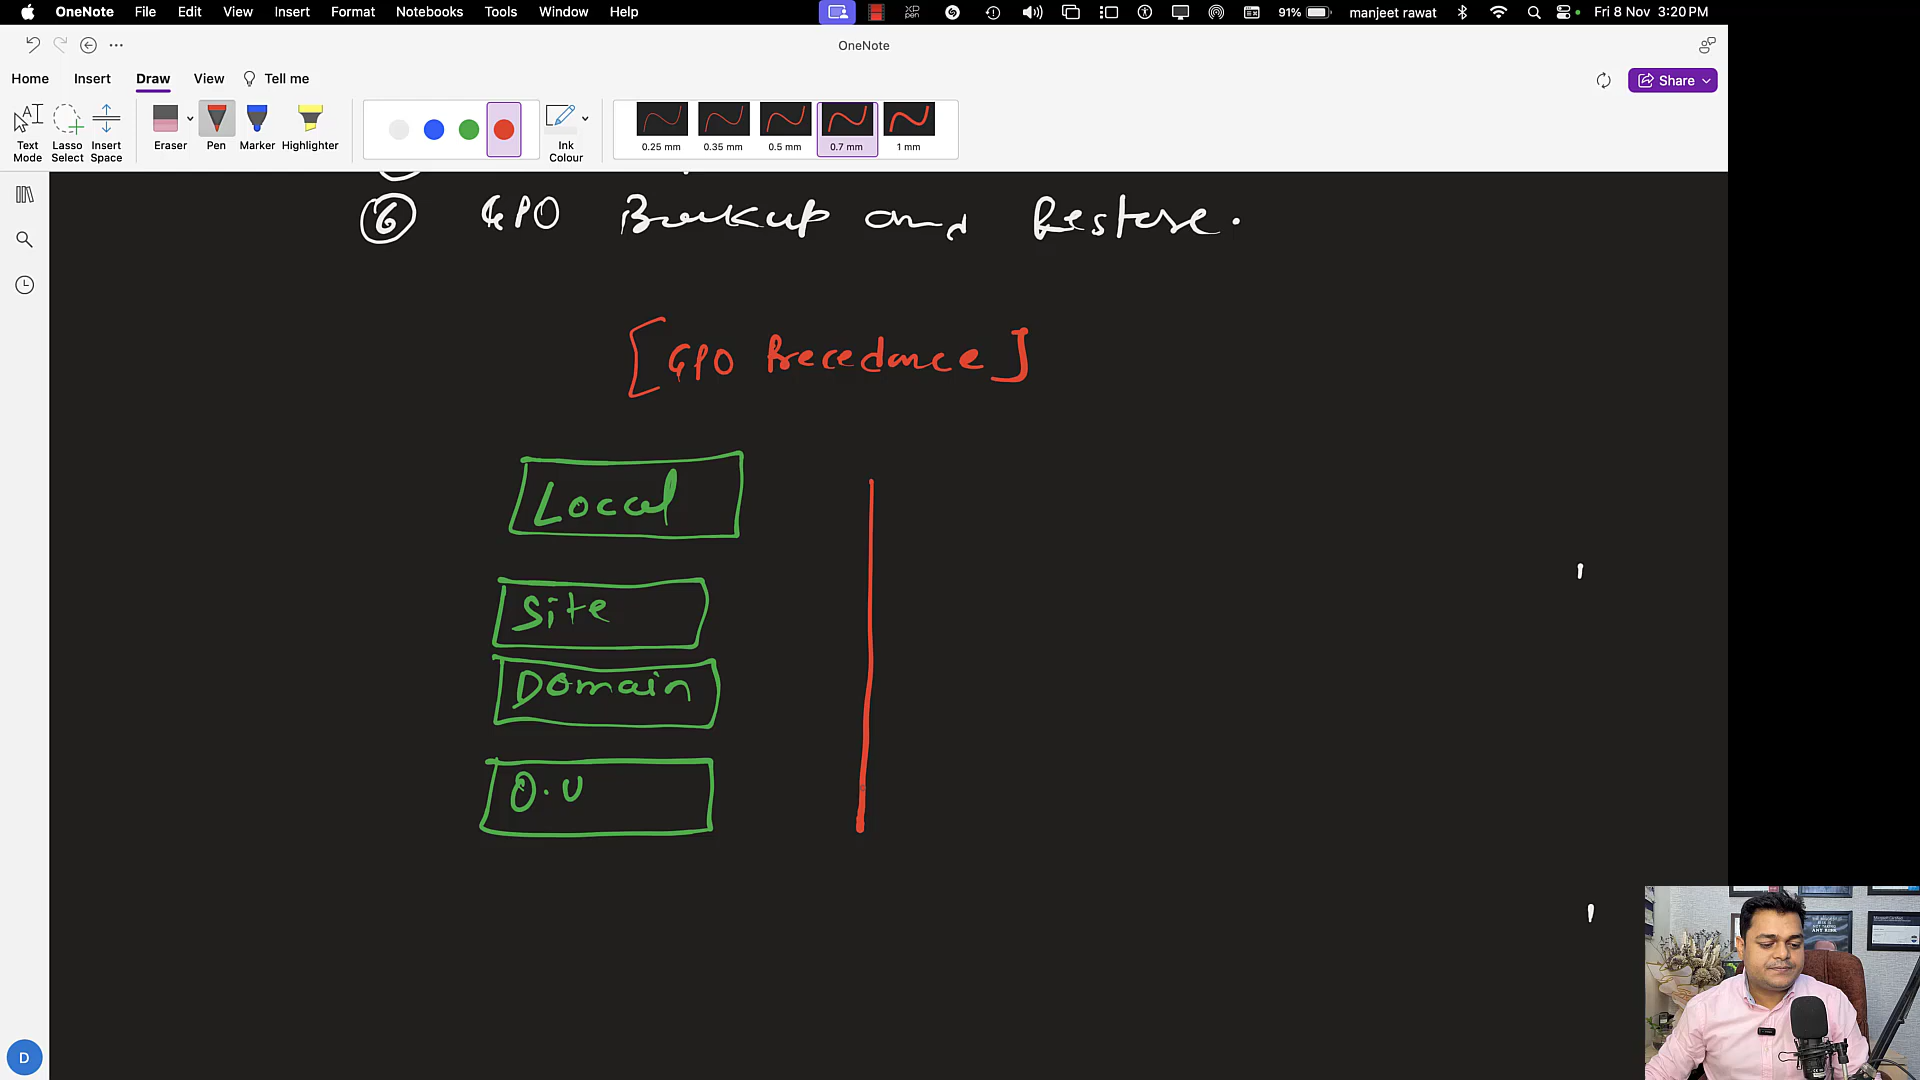 OneNote File Edit View Insert Format Notebooks Tools Window Help XP pen 91% manjeet rawat Fri 8 Nov 3:20 PM
OneNote
Home Insert Draw View Tell me Share
Text Mode Lasso Select Insert Space Eraser Pen Marker Highlighter Ink Colour 0.25 mm 0.35 mm 0.5 mm 0.7 mm 1 mm
6 GPO Backup and Restore.
[GPO Precedance]
Local
Site
Domain
O.U
D